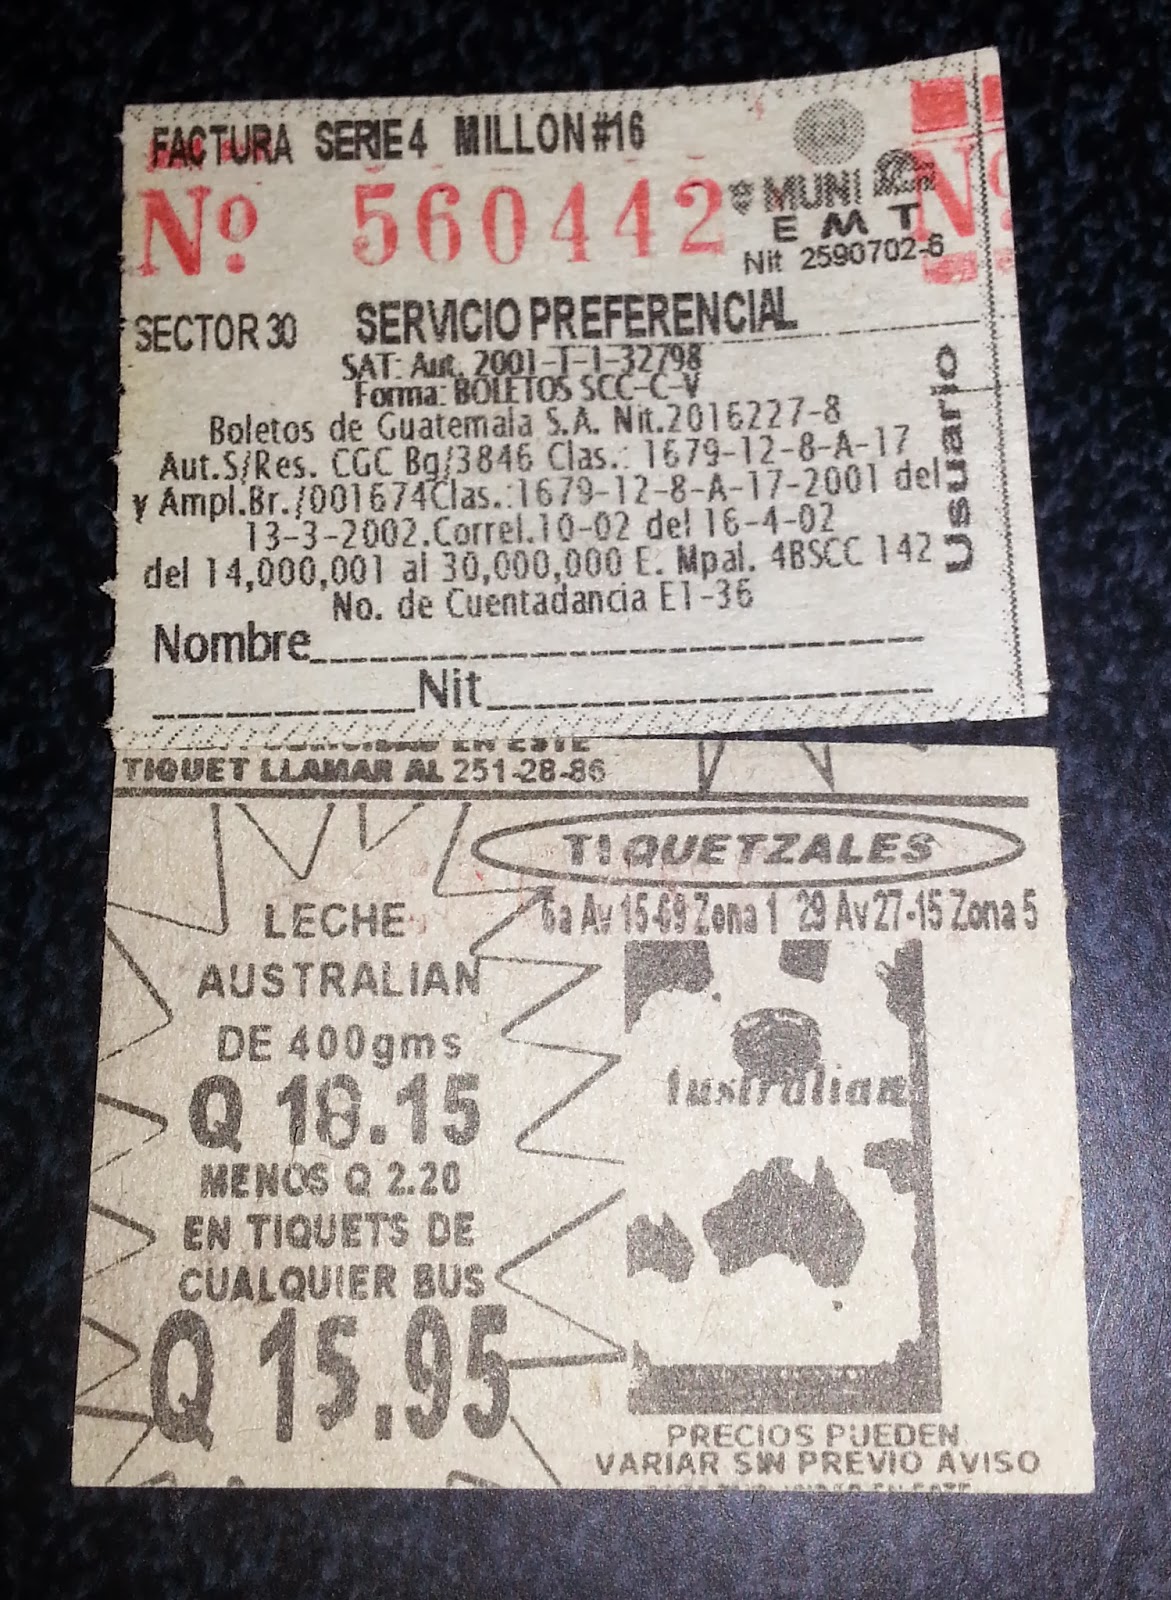 FACTURA SERIE 4 MILLON #16
Nº 560442
MUNI
EMT
Nit 2590702-6
Nº
SECTOR 30 SERVICIO PREFERENCIAL
SAT: Aut. 2001-T-1-32798
Forma: BOLETOS SCC-C-V
Boletos de Guatemala S.A. Nit.2016227-8
Aut.S/Res. CGC Bg/3846 Clas.: 1679-12-8-A-17
y Ampl.Br./001674Clas.:1679-12-8-A-17-2001 del
13-3-2002.Correl.10-02 del 16-4-02
del 14,000,001 al 30,000,000 E. Mpal. 4BSCC 142
No. de Cuentadancia E1-36
usuario
Nombre
Nit
EN ESTE
TIQUET LLAMAR AL 251-28-86
TIQUETZALES
6a Av 15-69 Zona 1 29 Av 27-15 Zona 5
LECHE
AUSTRALIAN
DE 400gms
Q 18.15
MENOS Q 2.20
EN TIQUETS DE
CUALQUIER BUS
Q 15.95
Australian
PRECIOS PUEDEN
VARIAR SIN PREVIO AVISO